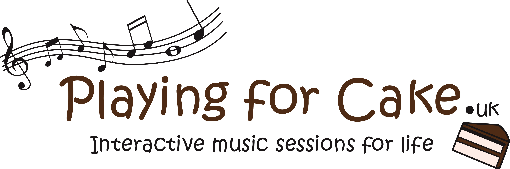 Playing for Cake.uk
Interactive music sessions for life